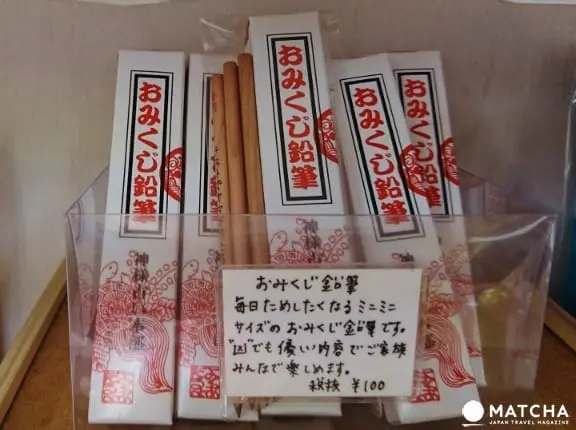 おみくじ鉛筆
おみくじ鉛筆
おみくじ鉛筆
おみくじ鉛筆
神様
おみくじ鉛筆
毎日ためしたくなるミニミニ
サイズのおみくじ鉛筆です。
"凶"でも優しい内容でご家族
みんなで楽しめます。
税抜 ¥100
MATCHA
JAPAN TRAVEL MAGAZINE